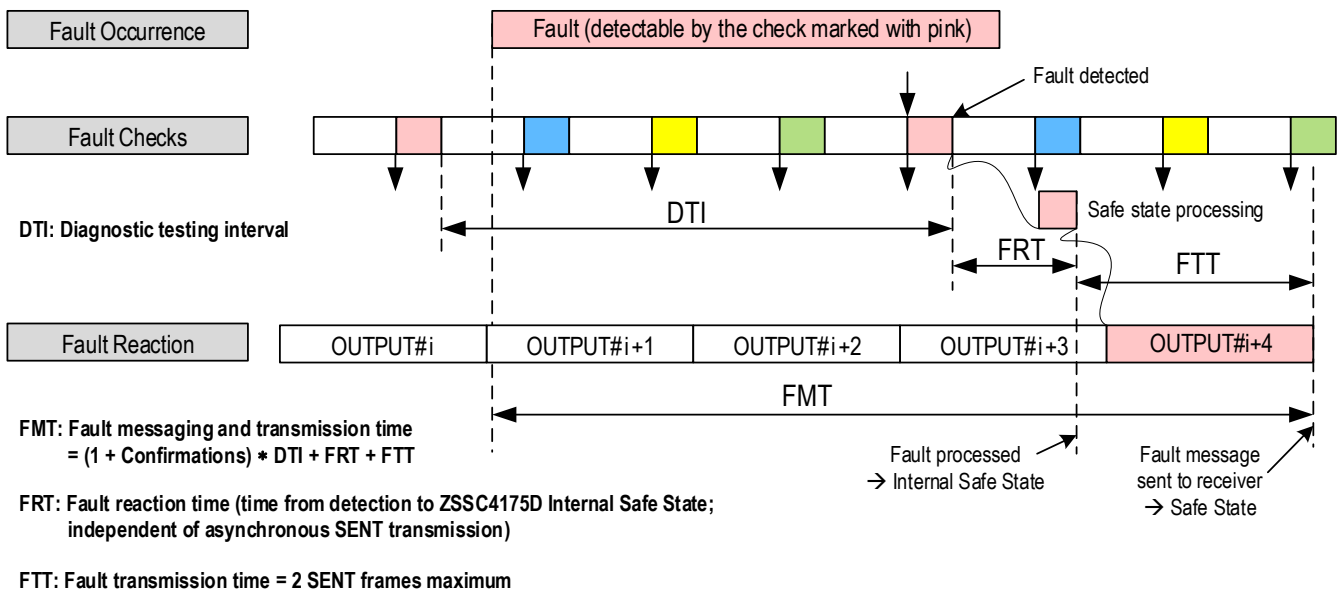 Fault Occurrence
Fault (detectable by the check marked with pink)
Fault detected
Fault Checks
DTI
Safe state processing
DTI: Diagnostic testing interval
FRT
FTT
Fault Reaction
OUTPUT#i
OUTPUT#i+1
OUTPUT#i+2
OUTPUT#i+3
OUTPUT#i+4
FMT
FMT: Fault messaging and transmission time
= (1 + Confirmations) * DTI + FRT + FTT
Fault processed
→ Internal Safe State
Fault message
sent to receiver
→ Safe State
FRT: Fault reaction time (time from detection to ZSSC4175D Internal Safe State;
independent of asynchronous SENT transmission)
FTT: Fault transmission time = 2 SENT frames maximum